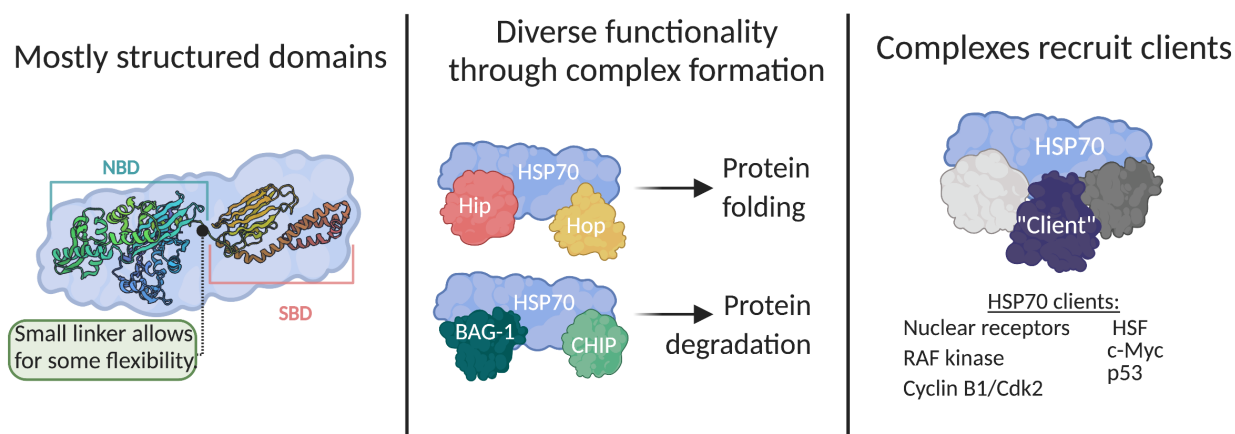 Mostly structured domains
NBD
SBD
Small linker allows
for some flexibility.
Diverse functionality
through complex formation
HSP70
Hip
Hop
Protein
folding
HSP70
BAG-1
CHIP
Protein
degradation
Complexes recruit clients
HSP70
"Client"
HSP70 clients:
Nuclear receptors
RAF kinase
Cyclin B1/Cdk2
HSF
c-Myc
p53